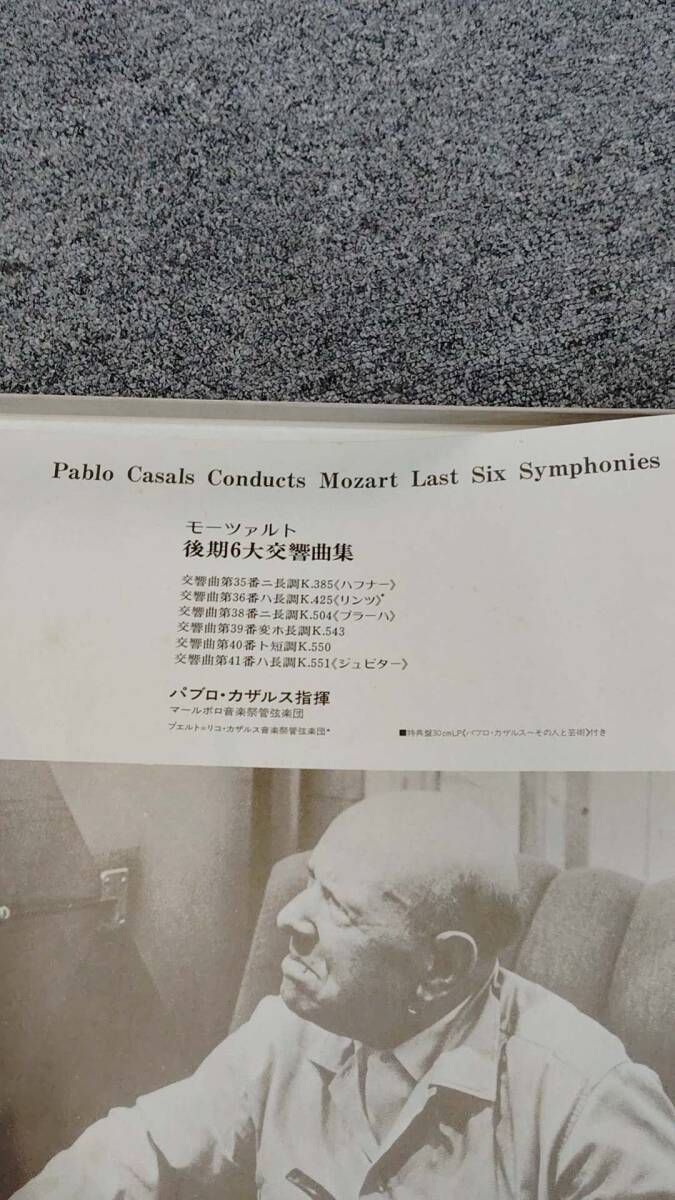 Pablo Casals Conducts Mozart Last Six Symphonies
モーツァルト
後期6大交響曲集
交響曲第35番ニ長調K.385《ハフナー》
交響曲第36番ハ長調K.425《リンツ》*
交響曲第38番ニ長調K.504《プラーハ》
交響曲第39番変ホ長調K.543
交響曲第40番ト短調K.550
交響曲第41番ハ長調K.551《ジュピター》
パブロ・カザルス指揮
マールボロ音楽祭管弦楽団
プエルト=リコ・カザルス音楽祭管弦楽団*
■特典盤30cmLP《パブロ・カザルス〜その人と芸術》付き